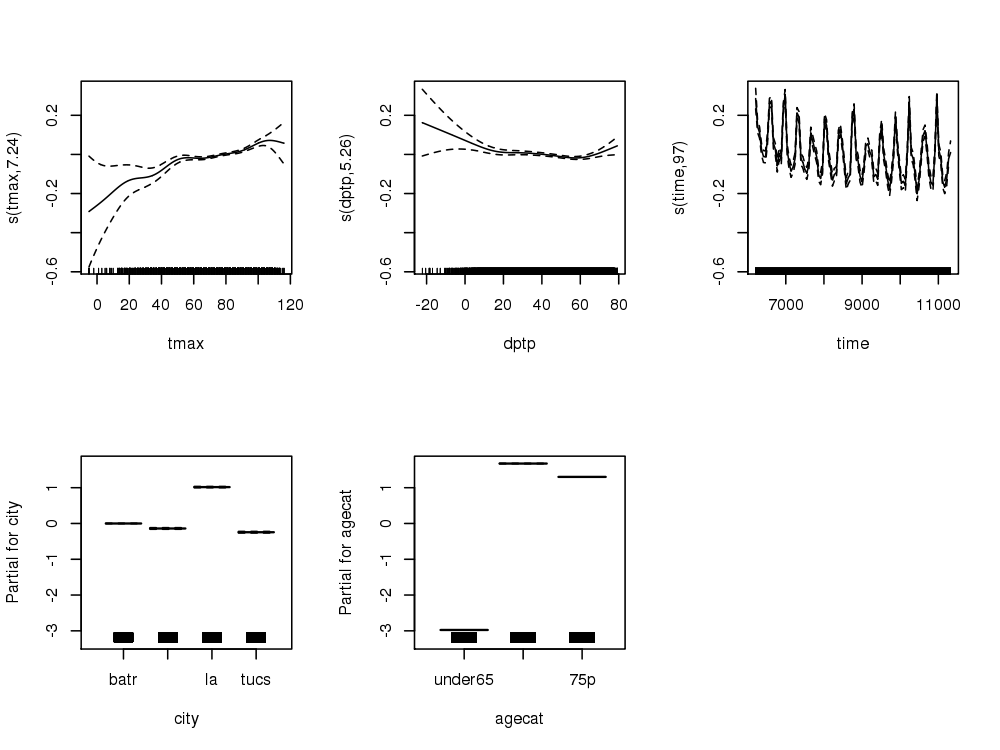 s(tmax,7.24)
0.2
-0.2
-0.6
0 20 40 60 80 120
tmax
s(dptp,5.26)
0.2
-0.2
-0.6
-20 0 20 40 60 80
dptp
s(time,97)
0.2
-0.2
-0.6
7000 9000 11000
time
Partial for city
1
0
-1
-2
-3
batr la tucs
city
Partial for agecat
1
0
-1
-2
-3
under65 75p
agecat